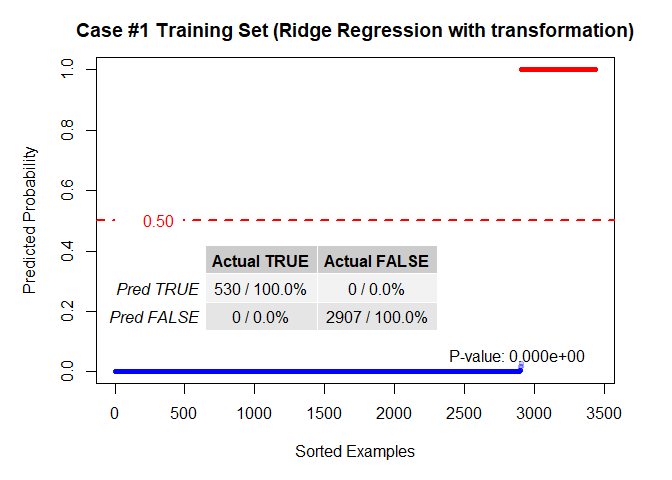 Case #1 Training Set (Ridge Regression with transformation)
Predicted Probability
1.0
0.8
0.6
0.4
0.2
0.0
0.50
Actual TRUE Actual FALSE
Pred TRUE 530 / 100.0% 0 / 0.0%
Pred FALSE 0 / 0.0% 2907 / 100.0%
P-value: 0.000e+00
0 500 1000 1500 2000 2500 3000 3500
Sorted Examples